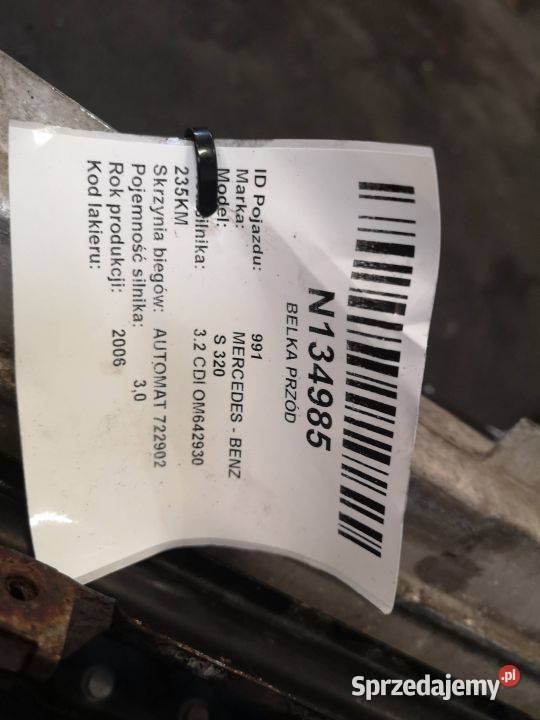 N134985
BELKA PRZÓD
ID Pojazdu: 991
Marka: MERCEDES - BENZ
Model: S 320
silnika: 3.2 CDI OM642930
235KM
Skrzynia biegów: AUTOMAT 722902
Pojemność silnika: 3,0
Rok produkcji: 2006
Kod lakieru:
Sprzedajemy.pl